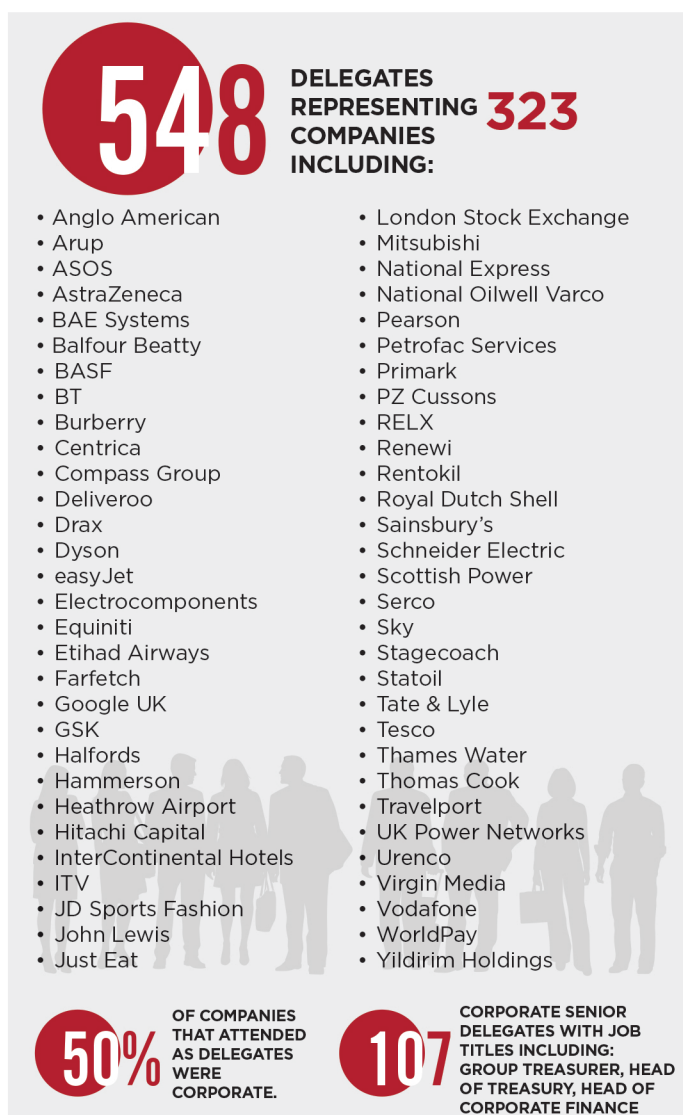 548
DELEGATES
REPRESENTING 323
COMPANIES
INCLUDING:
• Anglo American
• Arup
• ASOS
• AstraZeneca
• BAE Systems
• Balfour Beatty
• BASF
• BT
• Burberry
• Centrica
• Compass Group
• Deliveroo
• Drax
• Dyson
• easyJet
• Electrocomponents
• Equiniti
• Etihad Airways
• Farfetch
• Google UK
• GSK
• Halfords
• Hammerson
• Heathrow Airport
• Hitachi Capital
• InterContinental Hotels
• ITV
• JD Sports Fashion
• John Lewis
• Just Eat
• London Stock Exchange
• Mitsubishi
• National Express
• National Oilwell Varco
• Pearson
• Petrofac Services
• Primark
• PZ Cussons
• RELX
• Renewi
• Rentokil
• Royal Dutch Shell
• Sainsbury’s
• Schneider Electric
• Scottish Power
• Serco
• Sky
• Stagecoach
• Statoil
• Tate & Lyle
• Tesco
• Thames Water
• Thomas Cook
• Travelport
• UK Power Networks
• Urenco
• Virgin Media
• Vodafone
• WorldPay
• Yildirim Holdings
50%
OF COMPANIES
THAT ATTENDED
AS DELEGATES
WERE
CORPORATE.
107
CORPORATE SENIOR
DELEGATES WITH JOB
TITLES INCLUDING:
GROUP TREASURER, HEAD
OF TREASURY, HEAD OF
CORPORATE FINANCE